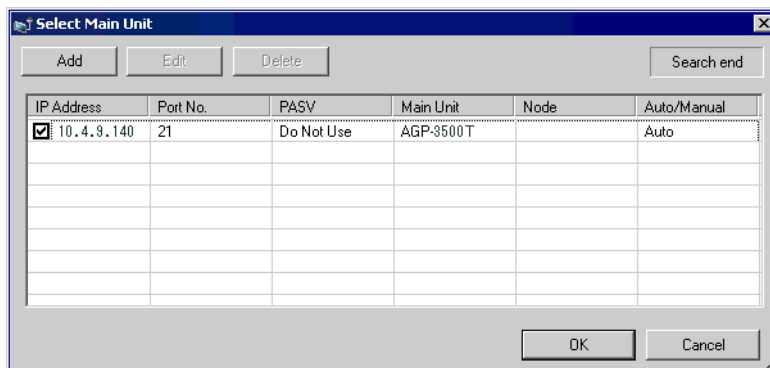 Select Main Unit
Add Edit Delete Search end
IP Address Port No. PASV Main Unit Node Auto/Manual
10.4.9.140 21 Do Not Use AGP-3500T Auto
OK Cancel